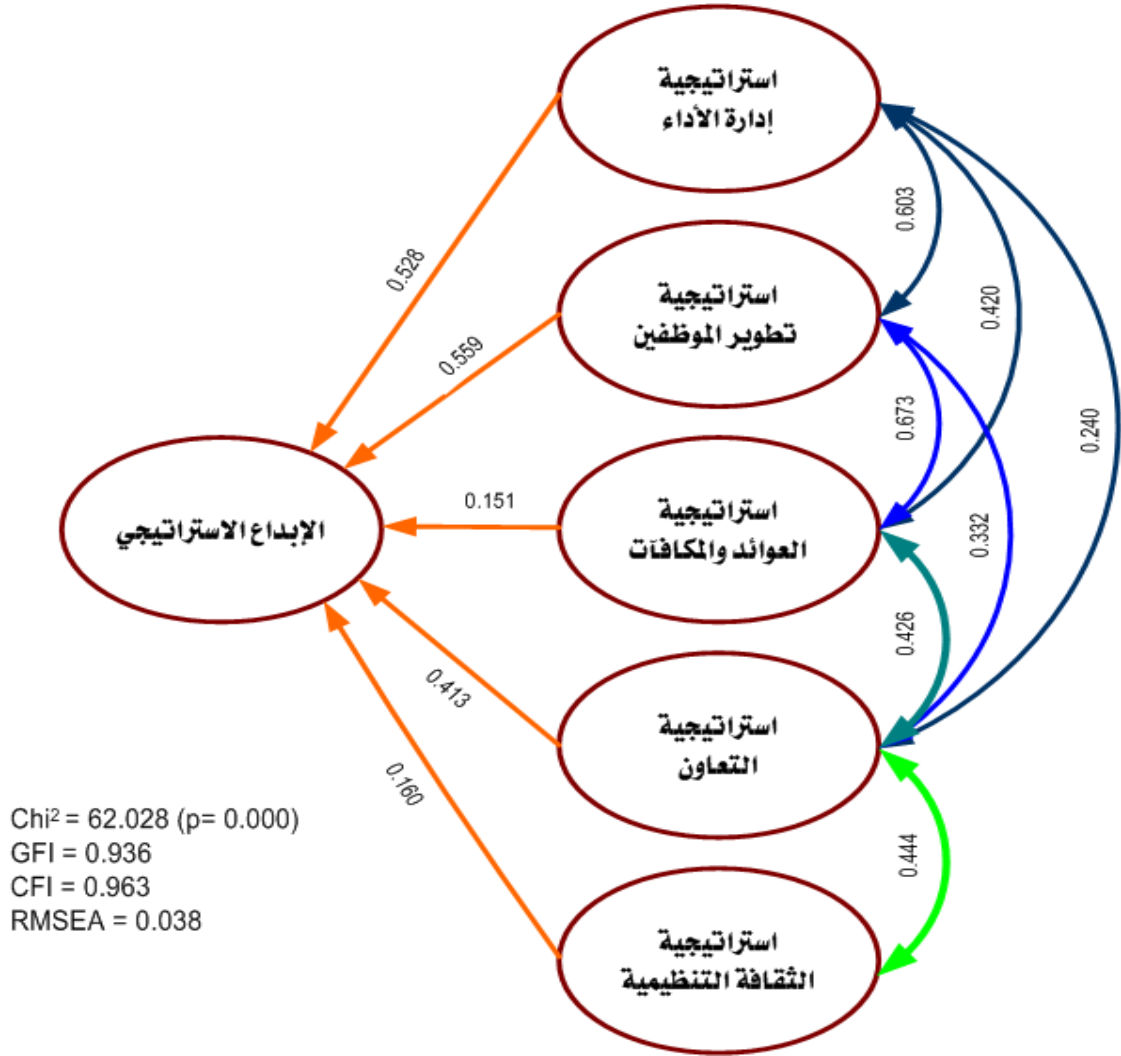 استراتيجية
إدارة الأداء
0.603
0.528
0.420
استراتيجية
تطوير الموظفين
0.559
0.673
0.240
استراتيجية
العوائد والمكافآت
0.151
الإبداع الاستراتيجي
0.332
0.426
استراتيجية
التعاون
0.413
0.160
0.444
استراتيجية
الثقافة التنظيمية
Chi² = 62.028 (p= 0.000)
GFI = 0.936
CFI = 0.963
RMSEA = 0.038